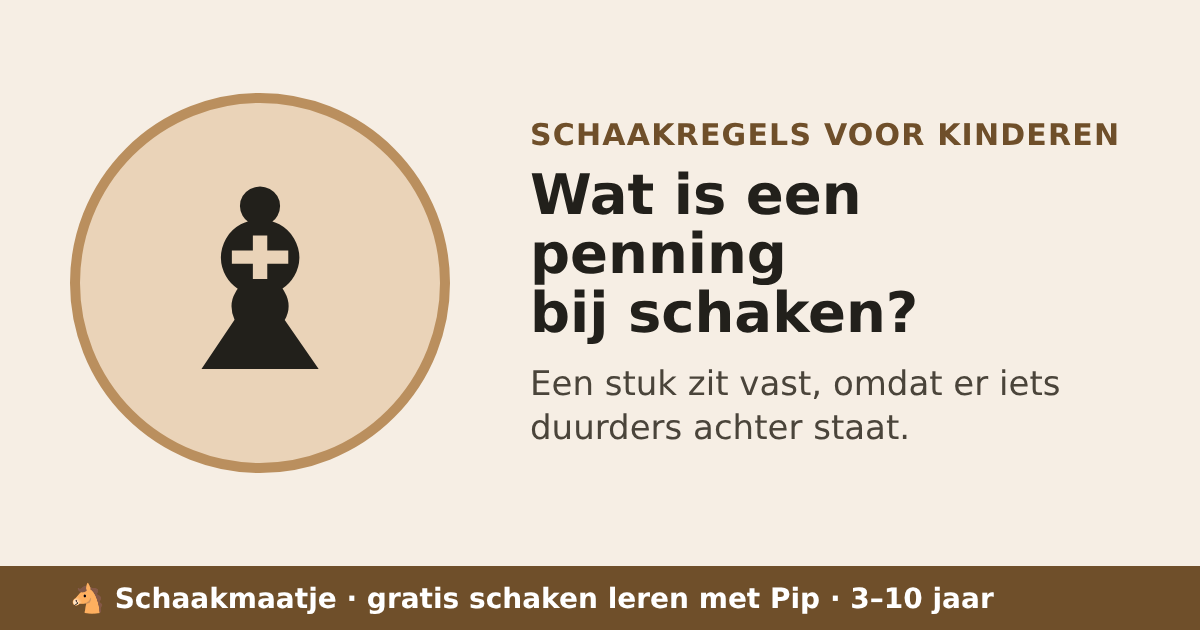 SCHAAKREGELS VOOR KINDEREN
Wat is een
penning
bij schaken?
Een stuk zit vast, omdat er iets
duurders achter staat.
Schaakmaatje · gratis schaken leren met Pip · 3–10 jaar